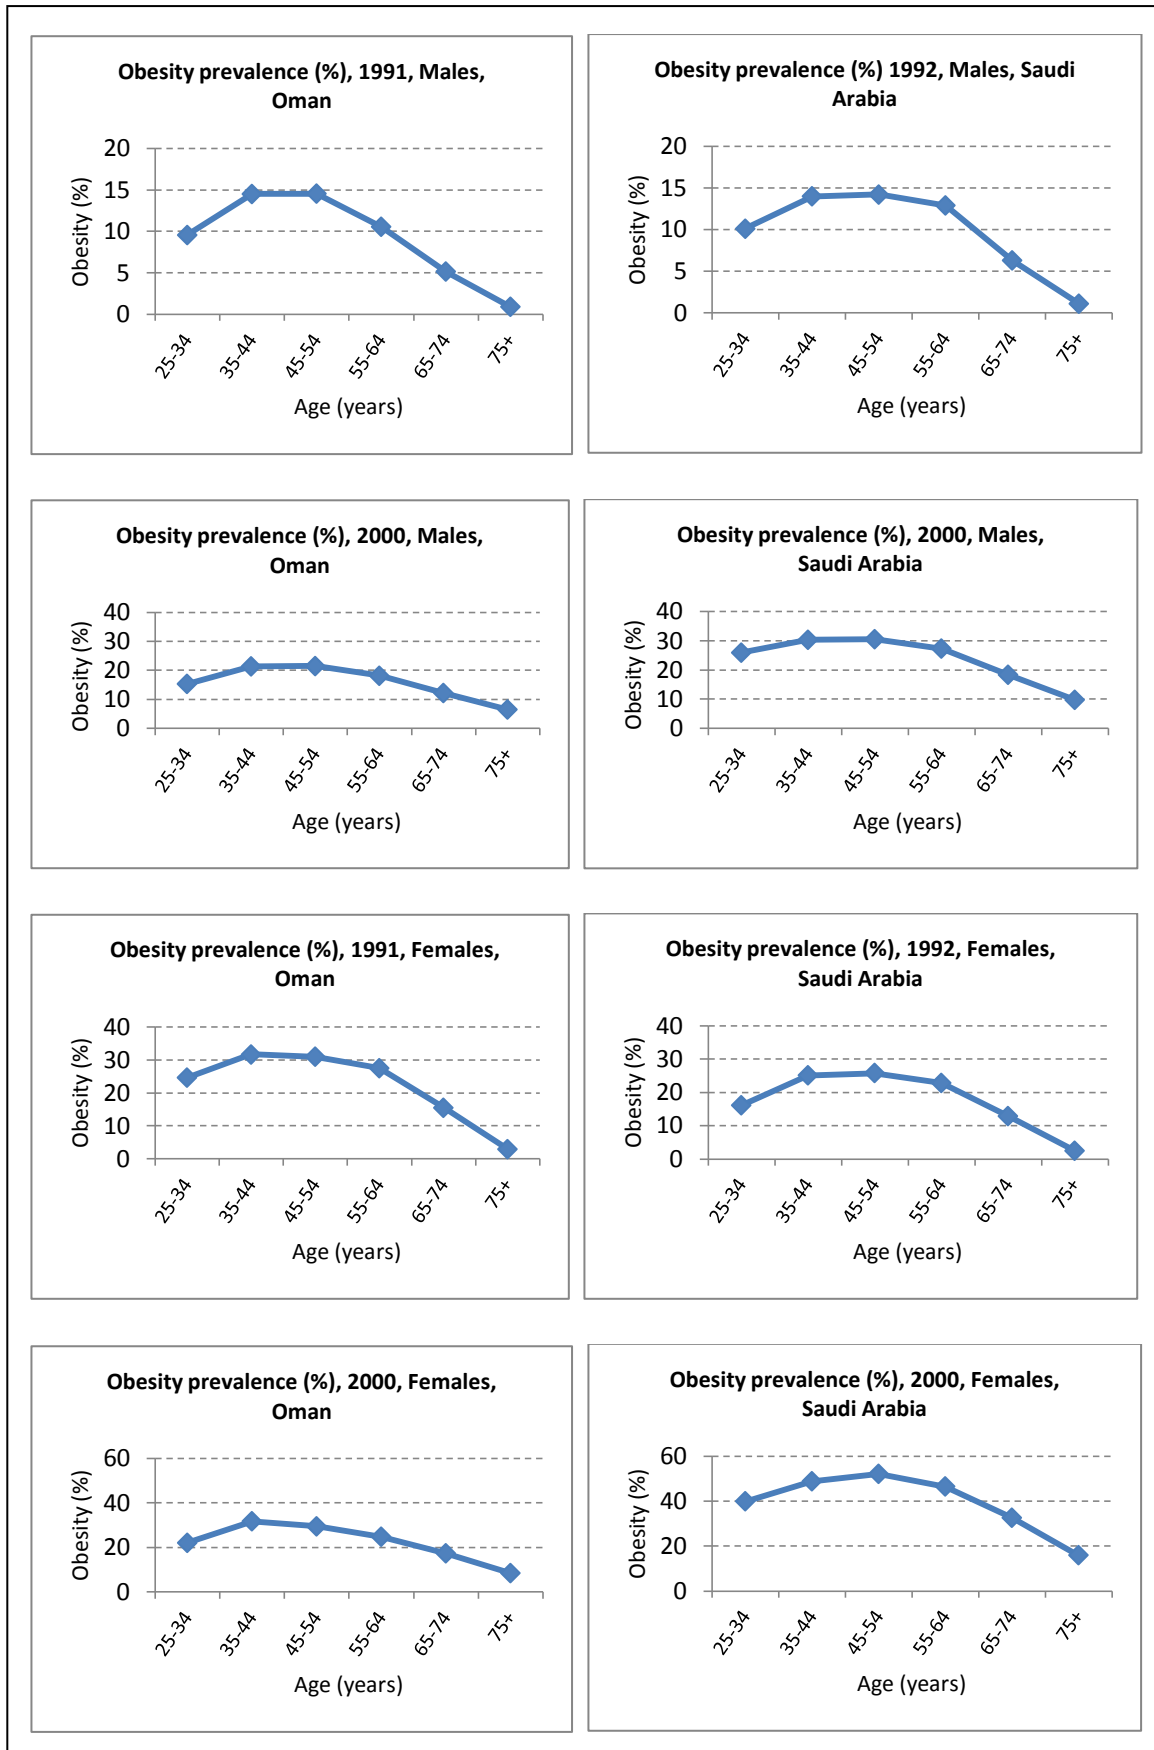 Obesity prevalence (%), 1991, Males,
Oman
20
15
10
5
0
Obesity (%)
25-34
35-44
45-54
55-64
65-74
75+
Age (years)
Obesity prevalence (%) 1992, Males, Saudi
Arabia
20
15
10
5
0
Obesity (%)
25-34
35-44
45-54
55-64
65-74
75+
Age (years)
Obesity prevalence (%), 2000, Males,
Oman
40
30
20
10
0
Obesity (%)
25-34
35-44
45-54
55-64
65-74
75+
Age (years)
Obesity prevalence (%), 2000, Males,
Saudi Arabia
40
30
20
10
0
Obesity (%)
25-34
35-44
45-54
55-64
65-74
75+
Age (years)
Obesity prevalence (%), 1991, Females,
Oman
40
30
20
10
0
Obesity (%)
25-34
35-44
45-54
55-64
65-74
75+
Age (years)
Obesity prevalence (%), 1992, Females,
Saudi Arabia
40
30
20
10
0
Obesity (%)
25-34
35-44
45-54
55-64
65-74
75+
Age (years)
Obesity prevalence (%), 2000, Females,
Oman
60
40
20
0
Obesity (%)
25-34
35-44
45-54
55-64
65-74
75+
Age (years)
Obesity prevalence (%), 2000, Females,
Saudi Arabia
60
40
20
0
Obesity (%)
25-34
35-44
45-54
55-64
65-74
75+
Age (years)